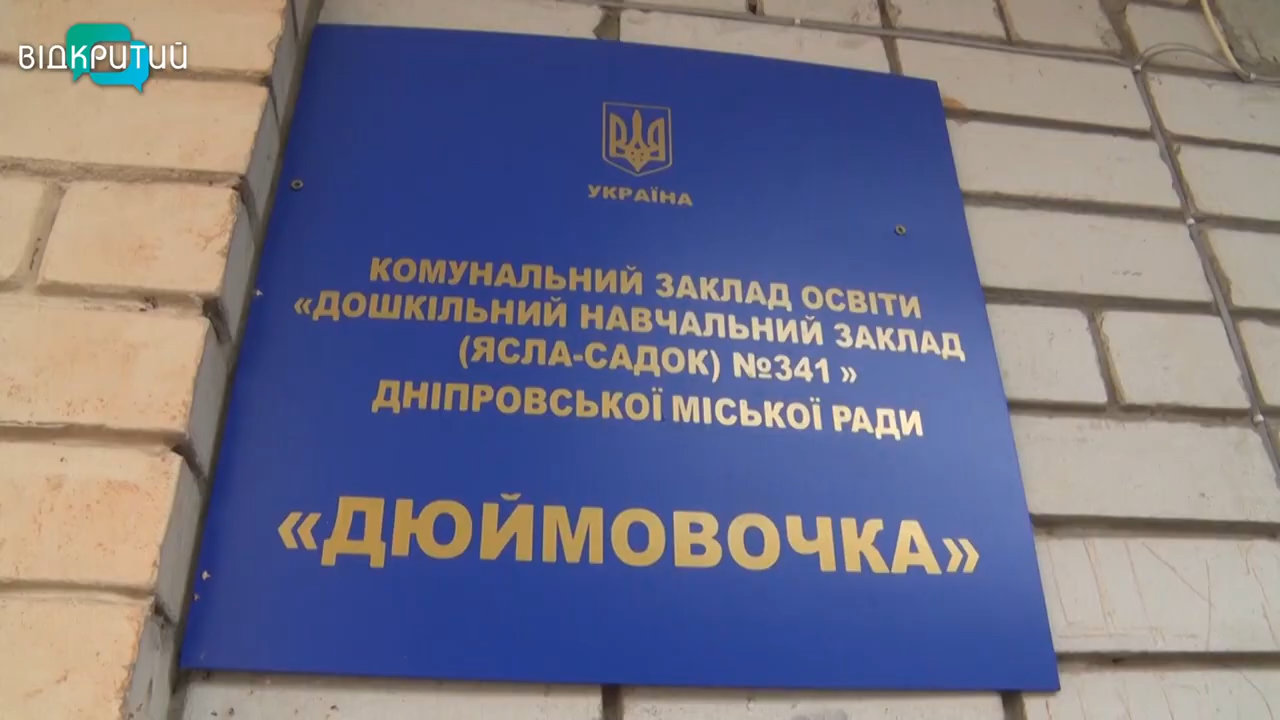 ВІДКРИТИЙ
УКРАЇНА
КОМУНАЛЬНИЙ ЗАКЛАД ОСВІТИ
«ДОШКІЛЬНИЙ НАВЧАЛЬНИЙ ЗАКЛАД
(ЯСЛА-САДОК) №341 »
ДНІПРОВСЬКОЇ МІСЬКОЇ РАДИ
«ДЮЙМОВОЧКА»